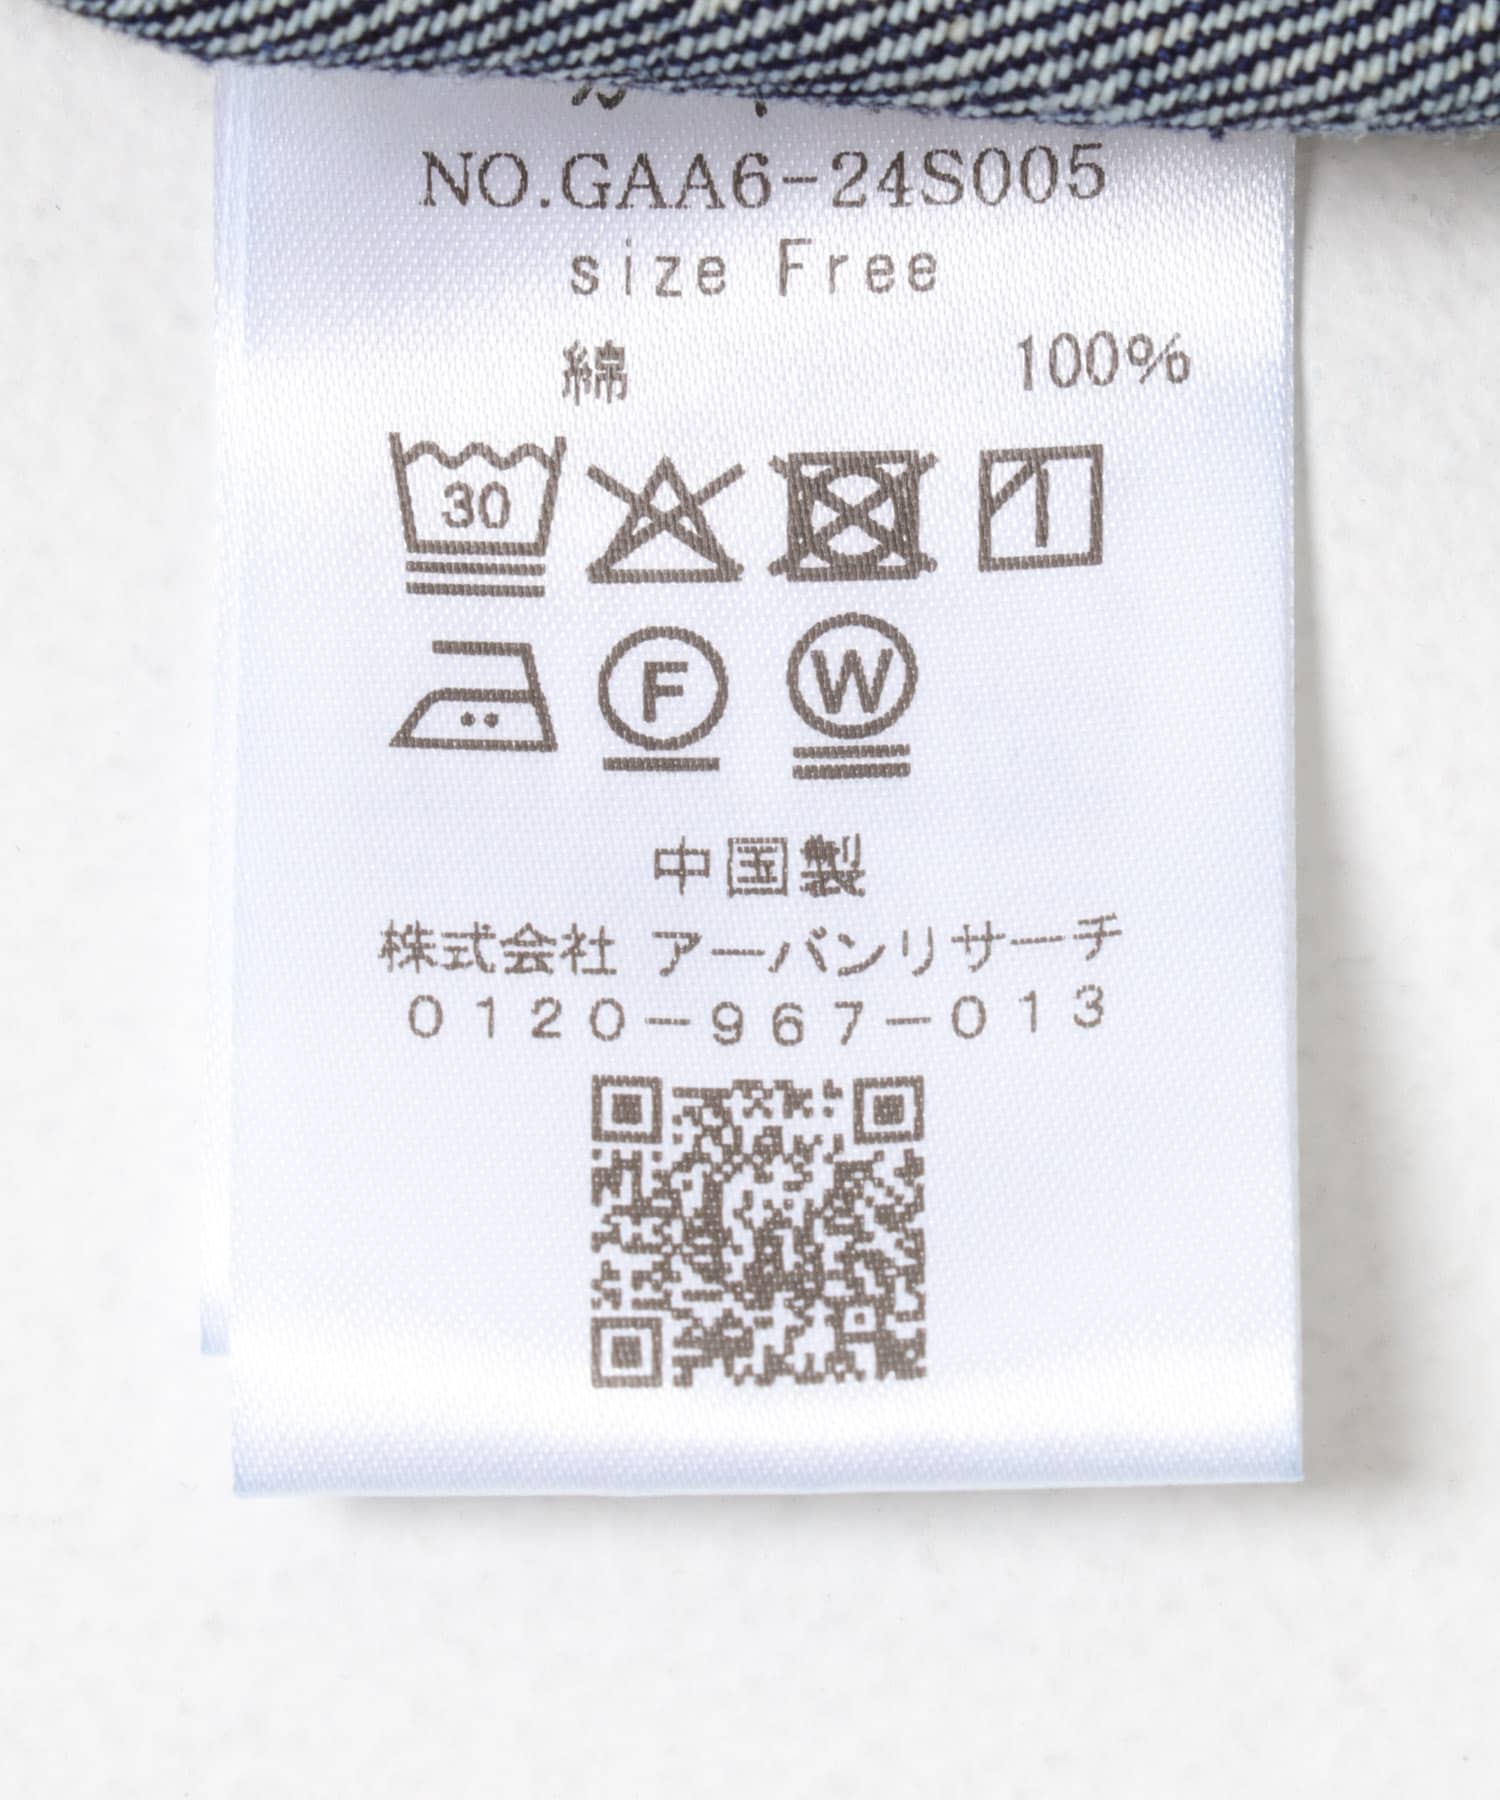 NO.GAA6-24S005
size Free
綿 100%
30
F W
中国製
株式会社 アーバンリサーチ
0120-967-013